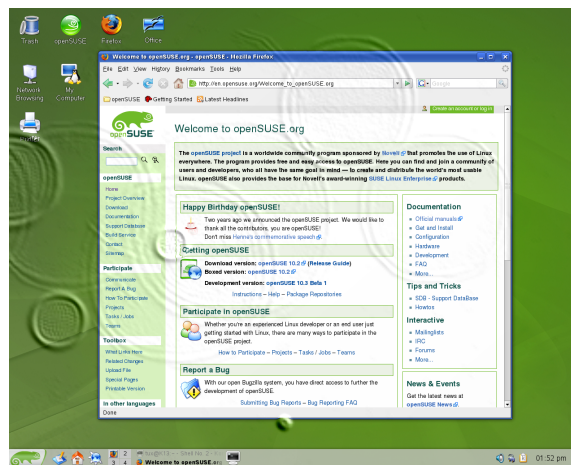 Trash
openSUSE
Firefox
Office
Network
Browsing
My
Computer
Welcome to openSUSE.org - openSUSE - Mozilla Firefox
File Edit View History Bookmarks Tools Help
http://en.opensuse.org/Welcome_to_openSUSE.org
Google
openSUSE Getting Started Latest Headlines
Create an account or log in
openSUSE
Search
openSUSE
Home
Project Overview
Download
Documentation
Support Database
Build Service
Contact
Sitemap
Participate
Communicate
Report A Bug
How To Participate
Projects
Tasks / Jobs
Teams
Toolbox
What Links Here
Related Changes
Upload File
Special Pages
Printable Version
In other languages
Welcome to openSUSE.org
The openSUSE project is a worldwide community program sponsored by Novell that promotes the use of Linux
everywhere. The program provides free and easy access to openSUSE. Here you can find and join a community of
users and developers, who all have the same goal in mind — to create and distribute the world's most usable
Linux. openSUSE also provides the base for Novell's award-winning SUSE Linux Enterprise products.
Happy Birthday openSUSE!
Two years ago we announced the openSUSE project. We would like to
thank all the contributors, you are openSUSE!
Don't miss Henne's commemorative speech.
Getting openSUSE
Download version: openSUSE 10.2 (Release Guide)
Boxed version: openSUSE 10.2
Development version: openSUSE 10.3 Beta 1
Instructions – Help – Package Repositories
Participate in openSUSE
Whether you're an experienced Linux developer or an end user just
getting started with Linux, there are many ways to participate in the
openSUSE project.
How to Participate – Projects – Tasks / Jobs – Teams
Report a Bug
With our open Bugzilla system, you have direct access to further the
development of openSUSE.
Submitting Bug Reports – Bug Reporting FAQ
Documentation
Official manuals
Get and Install
Configuration
Hardware
Development
FAQ
More...
Tips and Tricks
SDB - Support DataBase
Howtos
Interactive
Mailinglists
IRC
Forums
More...
News & Events
Get the latest news at
openSUSE News.
Done
2
3 4
Shell No. 2
Welcome to openSUSE.org
01:52 pm